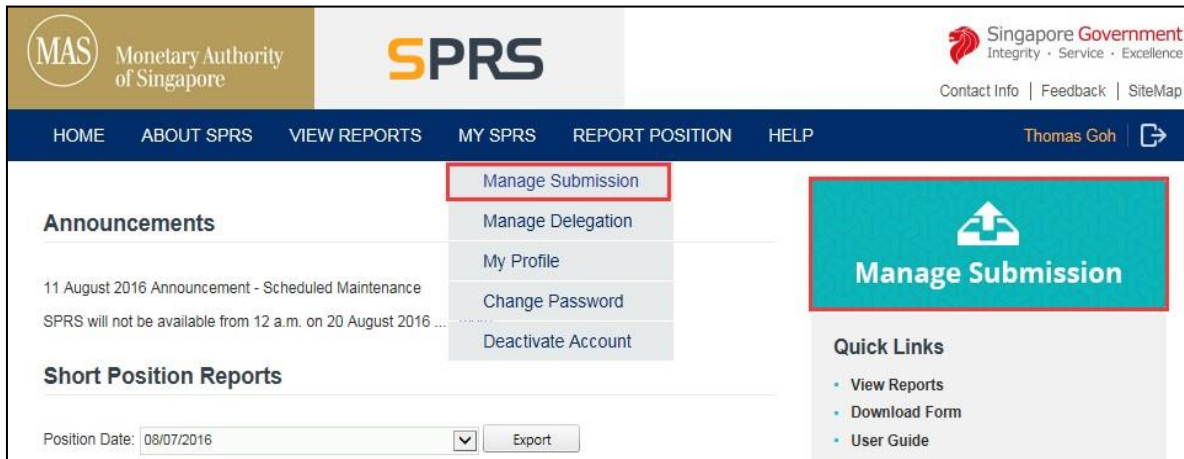 MAS Monetary Authority
of Singapore
SPRS
Singapore Government
Integrity · Service · Excellence
Contact Info | Feedback | SiteMap
HOME ABOUT SPRS VIEW REPORTS MY SPRS REPORT POSITION HELP Thomas Goh
Manage Submission
Manage Delegation
My Profile
Change Password
Deactivate Account
Announcements
11 August 2016 Announcement - Scheduled Maintenance
SPRS will not be available from 12 a.m. on 20 August 2016 ...
Short Position Reports
Position Date: 08/07/2016 Export
Manage Submission
Quick Links
• View Reports
• Download Form
• User Guide